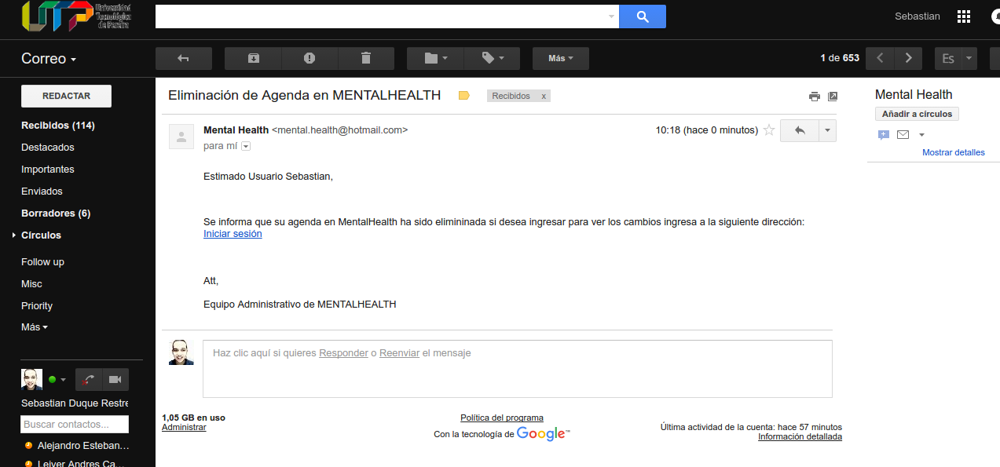 Universidad
Tecnológica
de Pereira
Sebastian
Correo
Más
1 de 653
Es
REDACTAR
Recibidos (114)
Destacados
Importantes
Enviados
Borradores (6)
Círculos
Follow up
Misc
Priority
Más
Sebastian Duque Restre
Buscar contactos...
Alejandro Esteban…
Leiver Andres Ca…
Eliminación de Agenda en MENTALHEALTH
Recibidos x
Mental Health <mental.health@hotmail.com>
10:18 (hace 0 minutos)
para mí
Estimado Usuario Sebastian,
Se informa que su agenda en MentalHealth ha sido elimininada si desea ingresar para ver los cambios ingresa a la siguiente dirección:
Iniciar sesión
Att,
Equipo Administrativo de MENTALHEALTH
Haz clic aquí si quieres Responder o Reenviar el mensaje
1,05 GB en uso
Administrar
Política del programa
Con la tecnología de Google™
Última actividad de la cuenta: hace 57 minutos
Información detallada
Mental Health
Añadir a círculos
Mostrar detalles